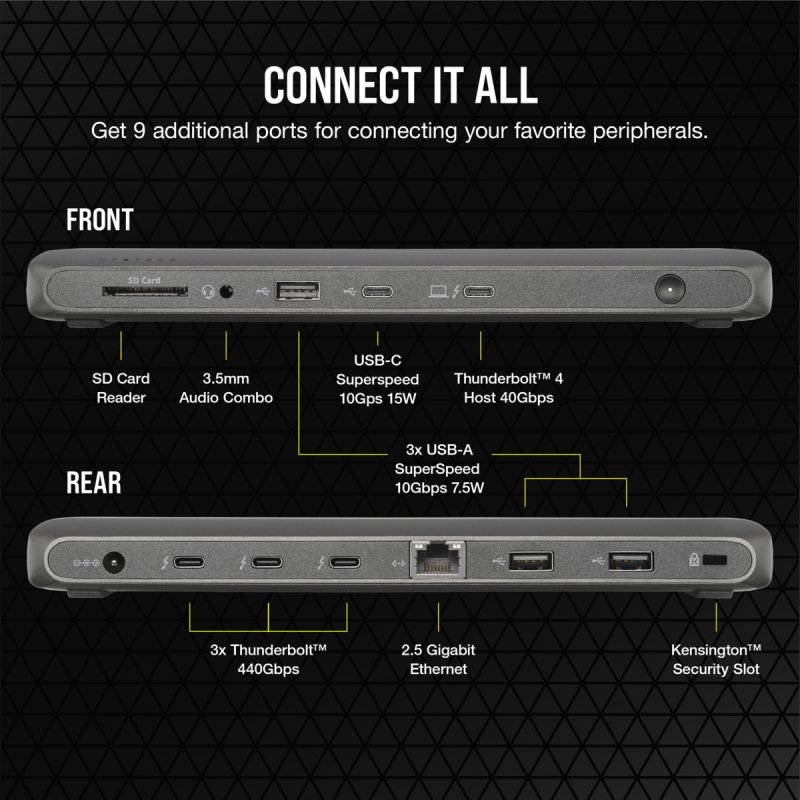 CONNECT IT ALL
Get 9 additional ports for connecting your favorite peripherals.
FRONT
SD Card
SD Card
Reader
3.5mm
Audio Combo
USB-C
Superspeed
10Gps 15W
Thunderbolt™ 4
Host 40Gbps
3x USB-A
SuperSpeed
10Gbps 7.5W
REAR
3x Thunderbolt™
440Gbps
2.5 Gigabit
Ethernet
Kensington™
Security Slot